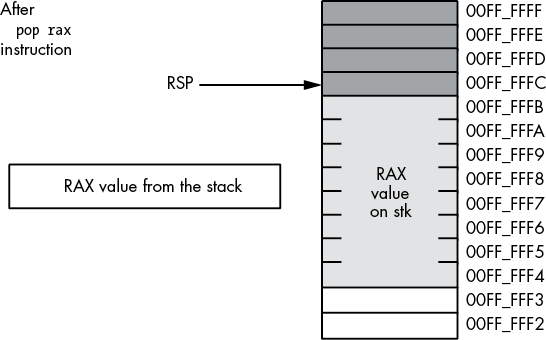 After
pop rax
instruction
RSP
RAX value from the stack
RAX
value
on stk
00FF_FFFF
00FF_FFFE
00FF_FFFD
00FF_FFFC
00FF_FFFB
00FF_FFFA
00FF_FFF9
00FF_FFF8
00FF_FFF7
00FF_FFF6
00FF_FFF5
00FF_FFF4
00FF_FFF3
00FF_FFF2